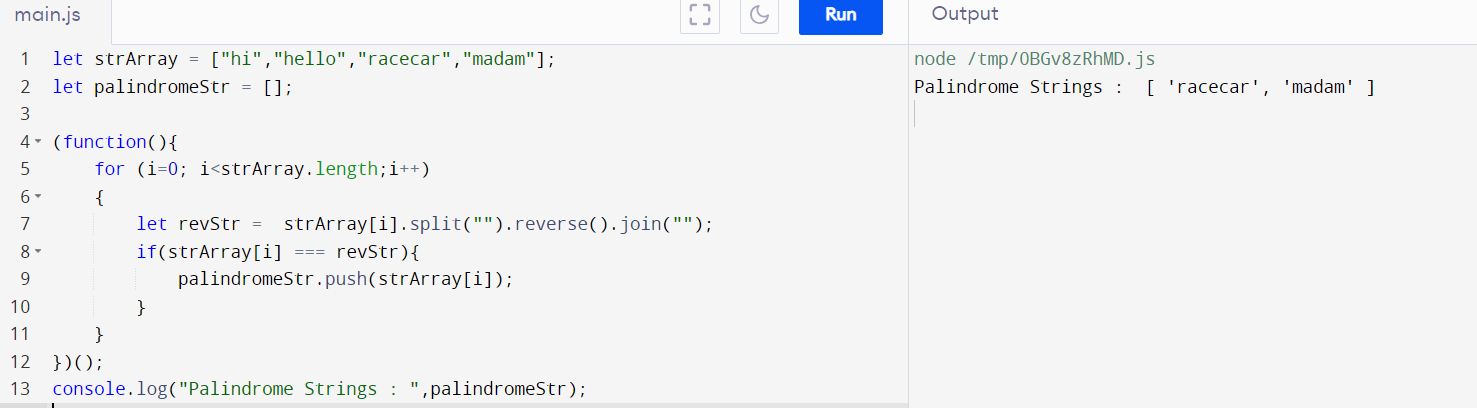 main.js
Run
Output
1 let strArray = ["hi","hello","racecar","madam"];
2 let palindromeStr = [];
3
4 (function(){
5     for (i=0; i<strArray.length;i++)
6     {
7         let revStr =  strArray[i].split("").reverse().join("");
8         if(strArray[i] === revStr){
9             palindromeStr.push(strArray[i]);
10         }
11     }
12 })();
13 console.log("Palindrome Strings : ",palindromeStr);
node /tmp/0BGv8zRhMD.js
Palindrome Strings :  [ 'racecar', 'madam' ]